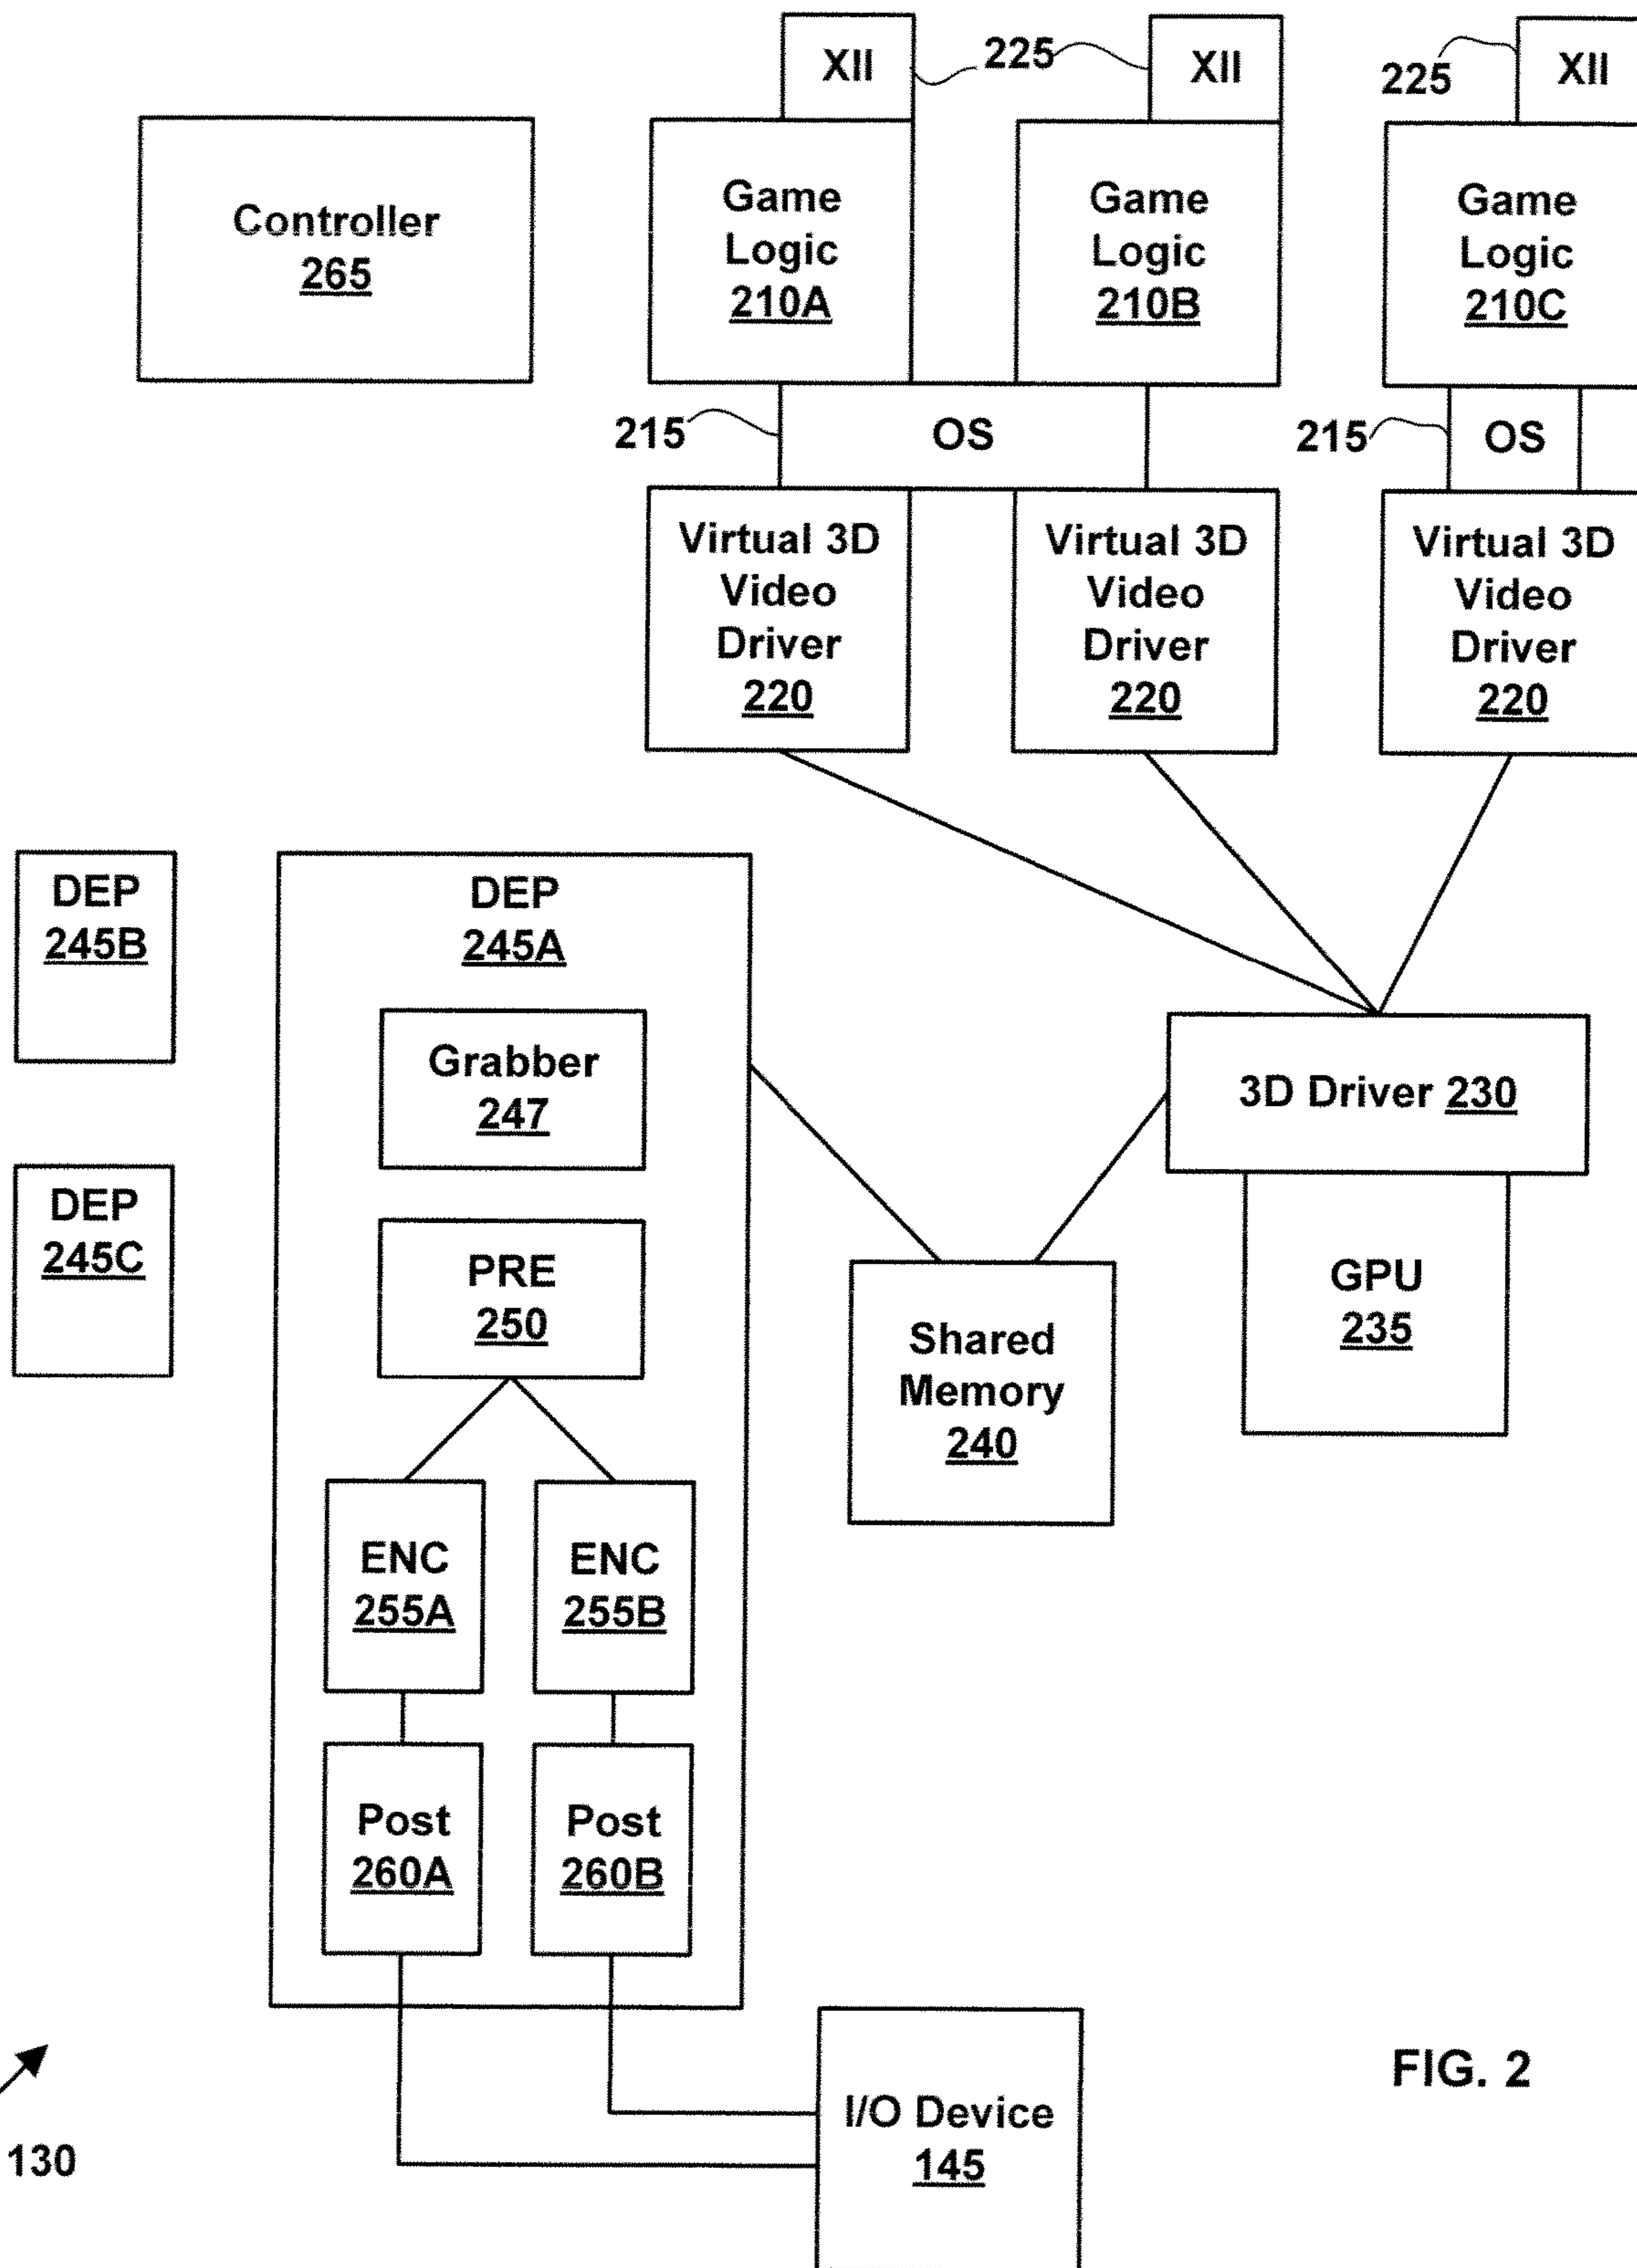 XII
225
XII
225
XII
Controller
265
Game
Logic
210A
Game
Logic
210B
Game
Logic
210C
215
OS
215
OS
Virtual 3D
Video
Driver
220
Virtual 3D
Video
Driver
220
Virtual 3D
Video
Driver
220
DEP
245B
DEP
245A
Grabber
247
3D Driver 230
DEP
245C
PRE
250
Shared
Memory
240
GPU
235
ENC
255A
ENC
255B
Post
260A
Post
260B
I/O Device
145
FIG. 2
130